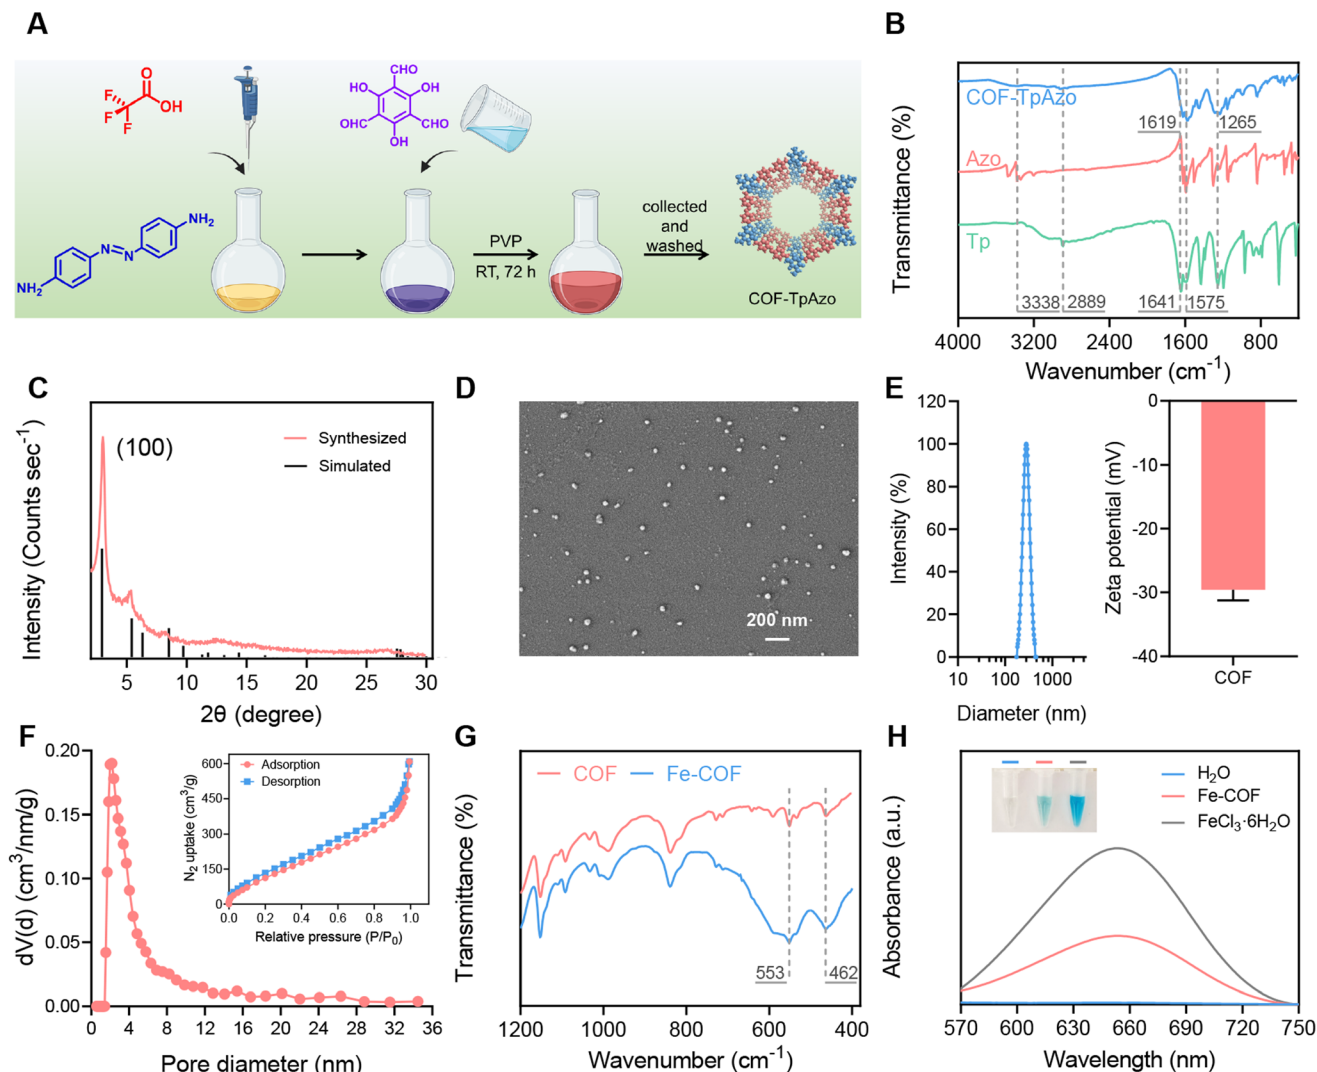 A
O
F
F
F
OH
CHO
HO
OH
OHC
CHO
OH
NH2
N
N
NH2
PVP
RT, 72 h
collected
and
washed
COF-TpAzo
B
Transmittance (%)
COF-TpAzo
1619
1265
Azo
Tp
3338
2889
1641
1575
4000
3200
2400
1600
800
Wavenumber (cm-1)
C
Intensity (Counts sec-1)
(100)
Synthesized
Simulated
5
10
15
20
25
30
2θ (degree)
D
200 nm
E
Intensity (%)
120
100
80
60
40
20
0
10
100
1000
Diameter (nm)
Zeta potential (mV)
0
-10
-20
-30
-40
COF
F
dV(d) (cm3/nm/g)
0.20
0.15
0.10
0.05
0.00
0
4
8
12
16
20
24
28
32
36
Pore diameter (nm)
N2 uptake (cm3/g)
Adsorption
Desorption
600
450
300
150
0
0.0
0.2
0.4
0.6
0.8
1.0
Relative pressure (P/P0)
G
Transmittance (%)
COF
Fe-COF
553
462
1200
1000
800
600
400
Wavenumber (cm-1)
H
Absorbance (a.u.)
H2O
Fe-COF
FeCl3·6H2O
570
600
630
660
690
720
750
Wavelength (nm)